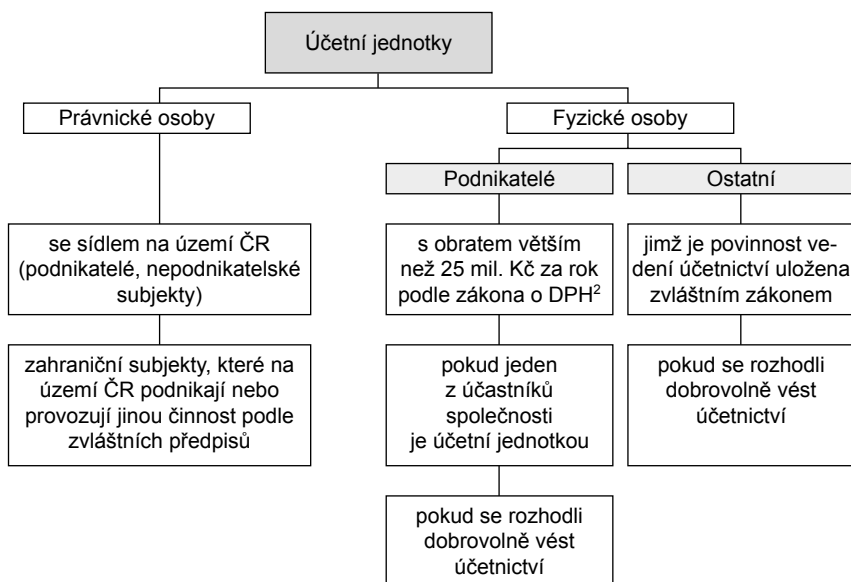 Účetní jednotky
Právnické osoby
Fyzické osoby
Podnikatelé
Ostatní
se sídlem na území ČR
(podnikatelé, nepodnikatelské
subjekty)
s obratem větším
než 25 mil. Kč za rok
podle zákona o DPH²
jimž je povinnost ve-
dení účetnictví uložena
zvláštním zákonem
zahraniční subjekty, které na
území ČR podnikají nebo
provozují jinou činnost podle
zvláštních předpisů
pokud jeden
z účastníků
společnosti
je účetní jednotkou
pokud se rozhodli
dobrovolně vést
účetnictví
pokud se rozhodli
dobrovolně vést
účetnictví